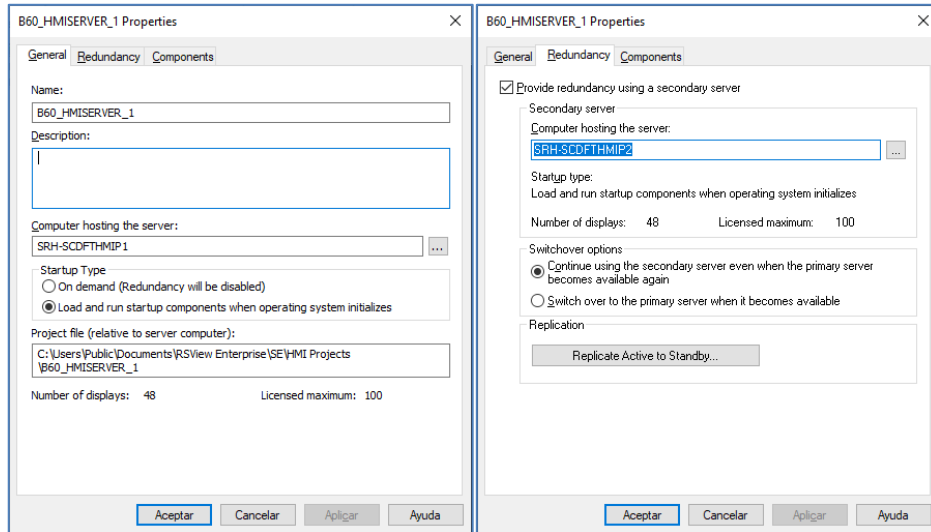 B60_HMISERVER_1 Properties
General Redundancy Components
Name:
B60_HMISERVER_1
Description:
Computer hosting the server:
SRH-SCDFTHMIP1
...
Startup Type
On demand (Redundancy will be disabled)
Load and run startup components when operating system initializes
Project file (relative to server computer):
C:\Users\Public\Documents\RSView Enterprise\SE\HMI Projects
\B60_HMISERVER_1
Number of displays: 48 Licensed maximum: 100
Aceptar Cancelar Aplicar Ayuda
B60_HMISERVER_1 Properties
General Redundancy Components
Provide redundancy using a secondary server
Secondary server
Computer hosting the server:
SRH-SCDFTHMIP2
...
Startup type:
Load and run startup components when operating system initializes
Number of displays: 48 Licensed maximum: 100
Switchover options
Continue using the secondary server even when the primary server
becomes available again
Switch over to the primary server when it becomes available
Replication
Replicate Active to Standby...
Aceptar Cancelar Aplicar Ayuda